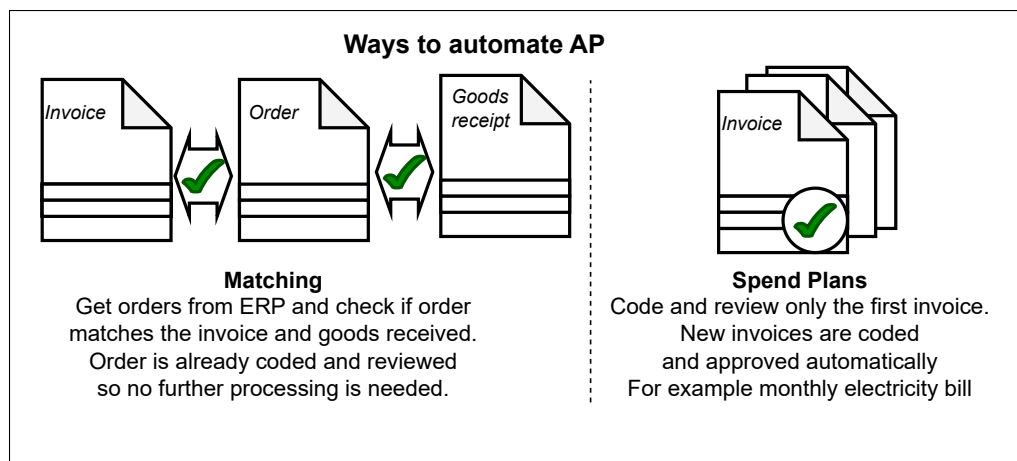 Ways to automate AP
Invoice
Order
Goods
receipt
Matching
Get orders from ERP and check if order
matches the invoice and goods received.
Order is already coded and reviewed
so no further processing is needed.
Invoice
Spend Plans
Code and review only the first invoice.
New invoices are coded
and approved automatically
For example monthly electricity bill